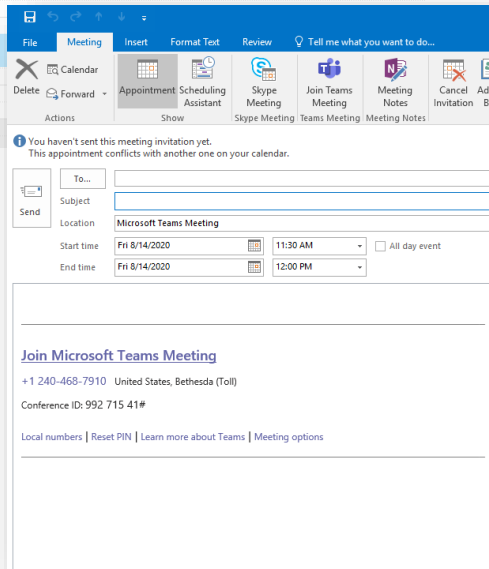 File Meeting Insert Format Text Review Tell me what you want to do...
Delete Calendar Forward Appointment Scheduling Assistant Skype Meeting Join Teams Meeting Meeting Notes Cancel Invitation
Actions Show Skype Meeting Teams Meeting Meeting Notes
You haven't sent this meeting invitation yet.
This appointment conflicts with another one on your calendar.
Send
To...
Subject
Location Microsoft Teams Meeting
Start time Fri 8/14/2020 11:30 AM All day event
End time Fri 8/14/2020 12:00 PM
Join Microsoft Teams Meeting
+1 240-468-7910 United States, Bethesda (Toll)
Conference ID: 992 715 41#
Local numbers | Reset PIN | Learn more about Teams | Meeting options